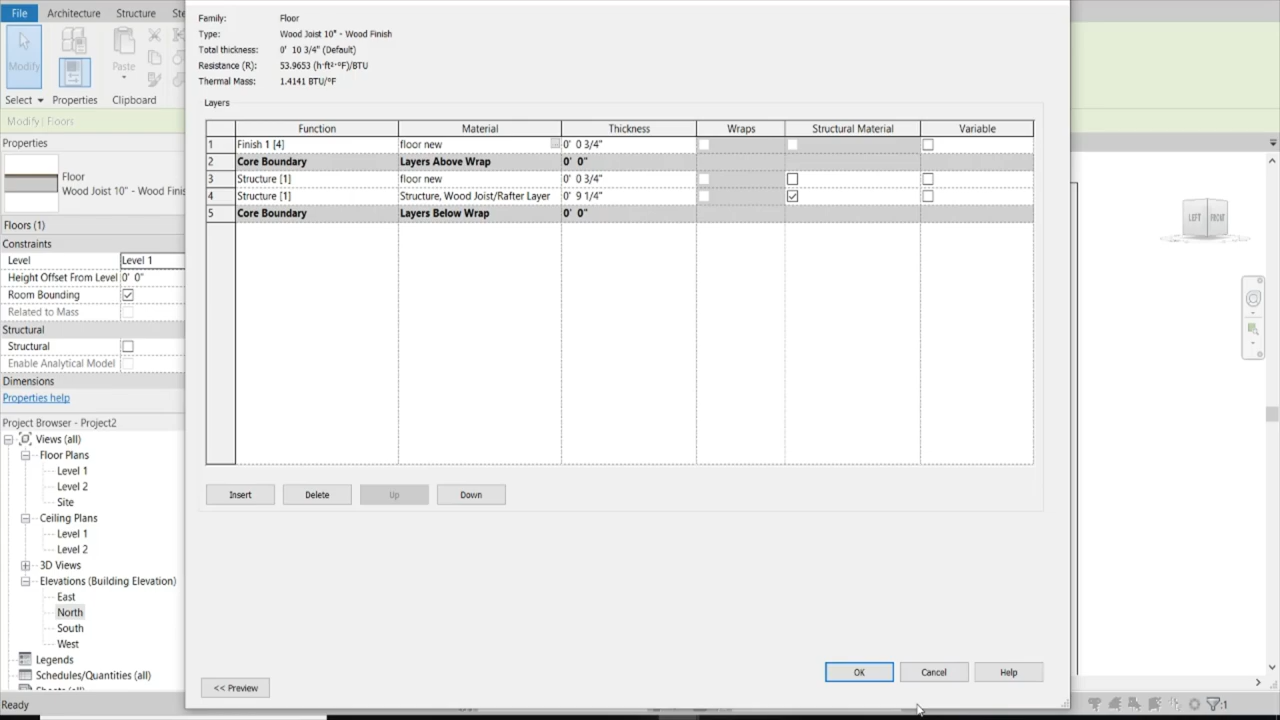 File Architecture Structure Ste
Modify
Paste
Select Properties Clipboard
Modify | Floors
Properties
Floor
Wood Joist 10" - Wood Finis
Floors (1)
Constraints
Level Level 1
Height Offset From Level 0' 0"
Room Bounding
Related to Mass
Structural
Structural
Enable Analytical Model
Dimensions
Properties help
Project Browser - Project2
Views (all)
Floor Plans
Level 1
Level 2
Site
Ceiling Plans
Level 1
Level 2
3D Views
Elevations (Building Elevation)
East
North
South
West
Legends
Schedules/Quantities (all)
Ready
Family: Floor
Type: Wood Joist 10" - Wood Finish
Total thickness: 0' 10 3/4" (Default)
Resistance (R): 53.9653 (h·ft²·°F)/BTU
Thermal Mass: 1.4141 BTU/°F
Layers
Function Material Thickness Wraps Structural Material Variable
1 Finish 1 [4] floor new 0' 0 3/4"
2 Core Boundary Layers Above Wrap 0' 0"
3 Structure [1] floor new 0' 0 3/4"
4 Structure [1] Structure, Wood Joist/Rafter Layer 0' 9 1/4"
5 Core Boundary Layers Below Wrap 0' 0"
Insert Delete Up Down
<< Preview OK Cancel Help
LEFT FRONT
:1